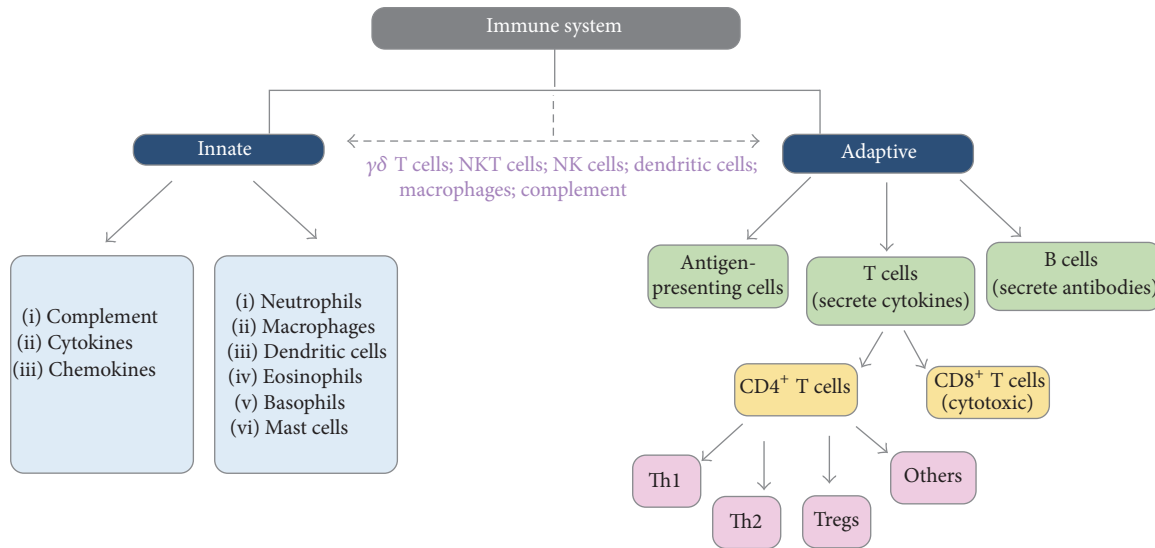 Immune system
Innate
Adaptive
γδ T cells; NKT cells; NK cells; dendritic cells;
macrophages; complement
(i) Complement
(ii) Cytokines
(iii) Chemokines
(i) Neutrophils
(ii) Macrophages
(iii) Dendritic cells
(iv) Eosinophils
(v) Basophils
(vi) Mast cells
Antigen-
presenting cells
T cells
(secrete cytokines)
B cells
(secrete antibodies)
CD4⁺ T cells
CD8⁺ T cells
(cytotoxic)
Th1
Th2
Tregs
Others